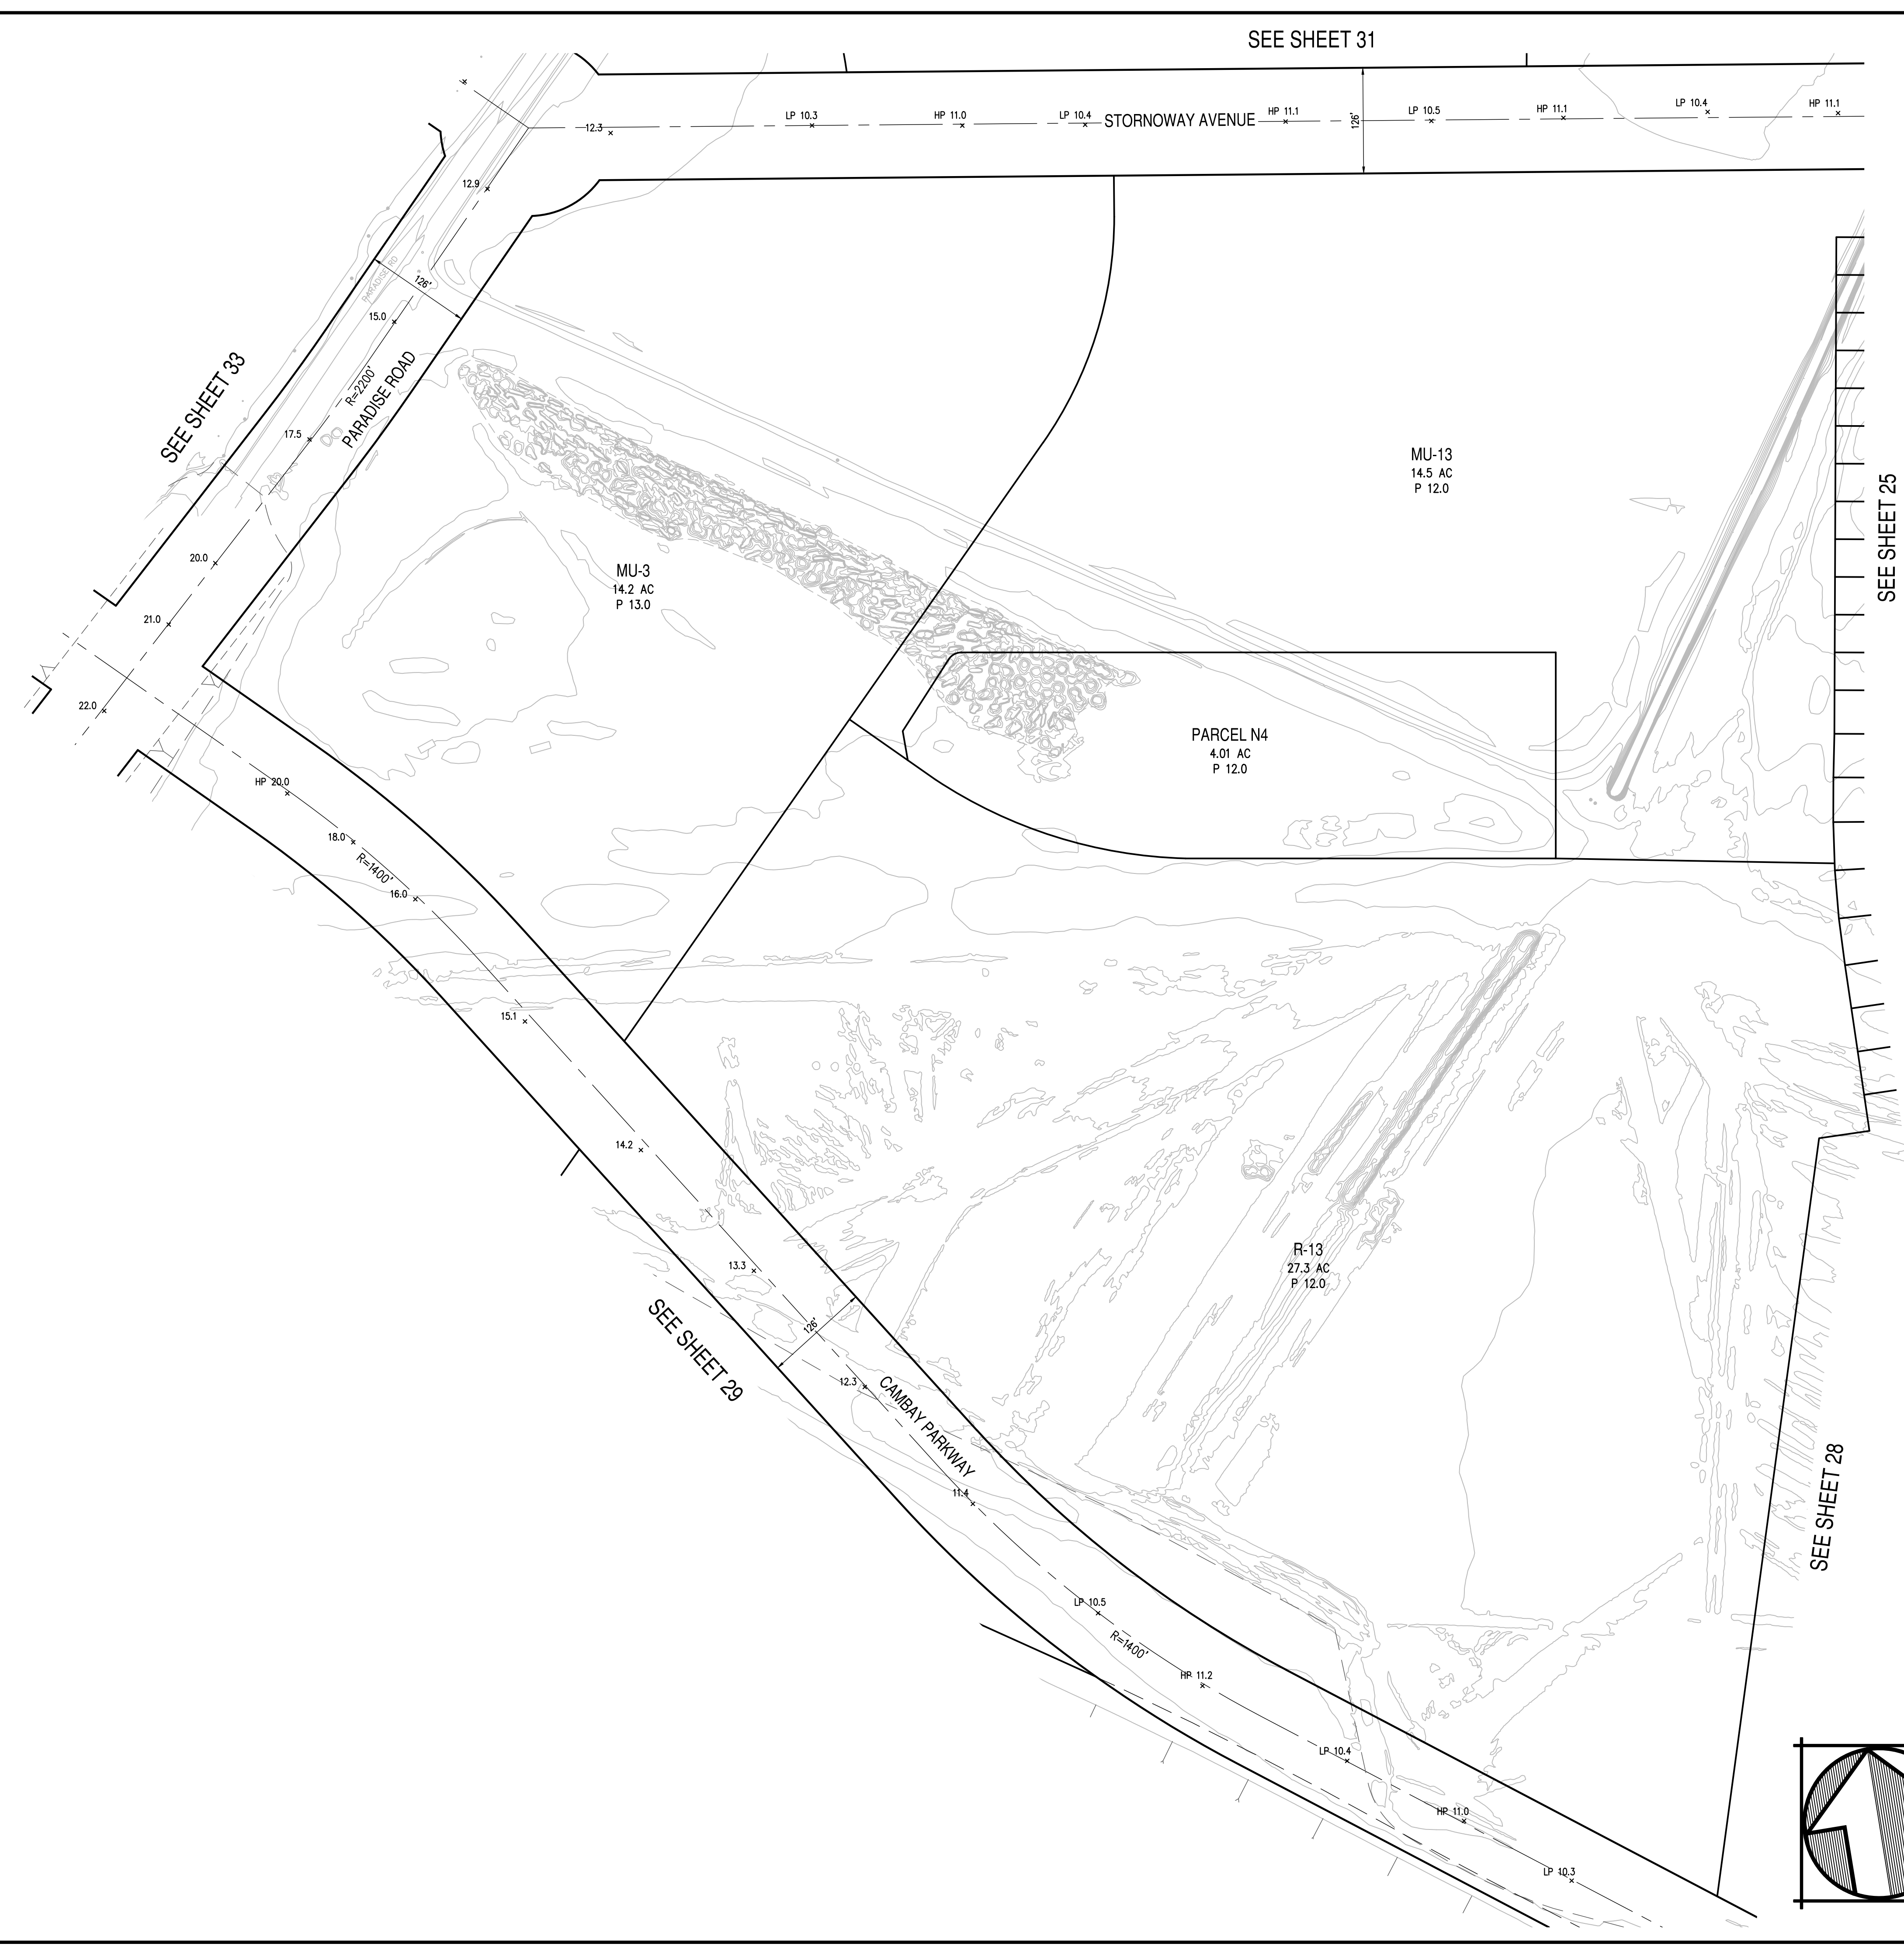 SEE SHEET 31
LP 10.3
HP 11.0
LP 10.4
STORNOWAY AVENUE
HP 11.1
126'
LP 10.5
HP 11.1
LP 10.4
HP 11.1
12.3
12.9
PARADISE RD
126'
15.0
R=2200'
PARADISE ROAD
SEE SHEET 33
17.5
20.0
21.0
22.0
MU-3
14.2 AC
P 13.0
MU-13
14.5 AC
P 12.0
SEE SHEET 25
PARCEL N4
4.01 AC
P 12.0
HP 20.0
18.0
R=1400'
16.0
15.1
14.2
13.3
126'
SEE SHEET 29
12.3
CAMBAY PARKWAY
11.4
R-13
27.3 AC
P 12.0
SEE SHEET 28
LP 10.5
R=1400'
HP 11.2
LP 10.4
HP 11.0
LP 10.3